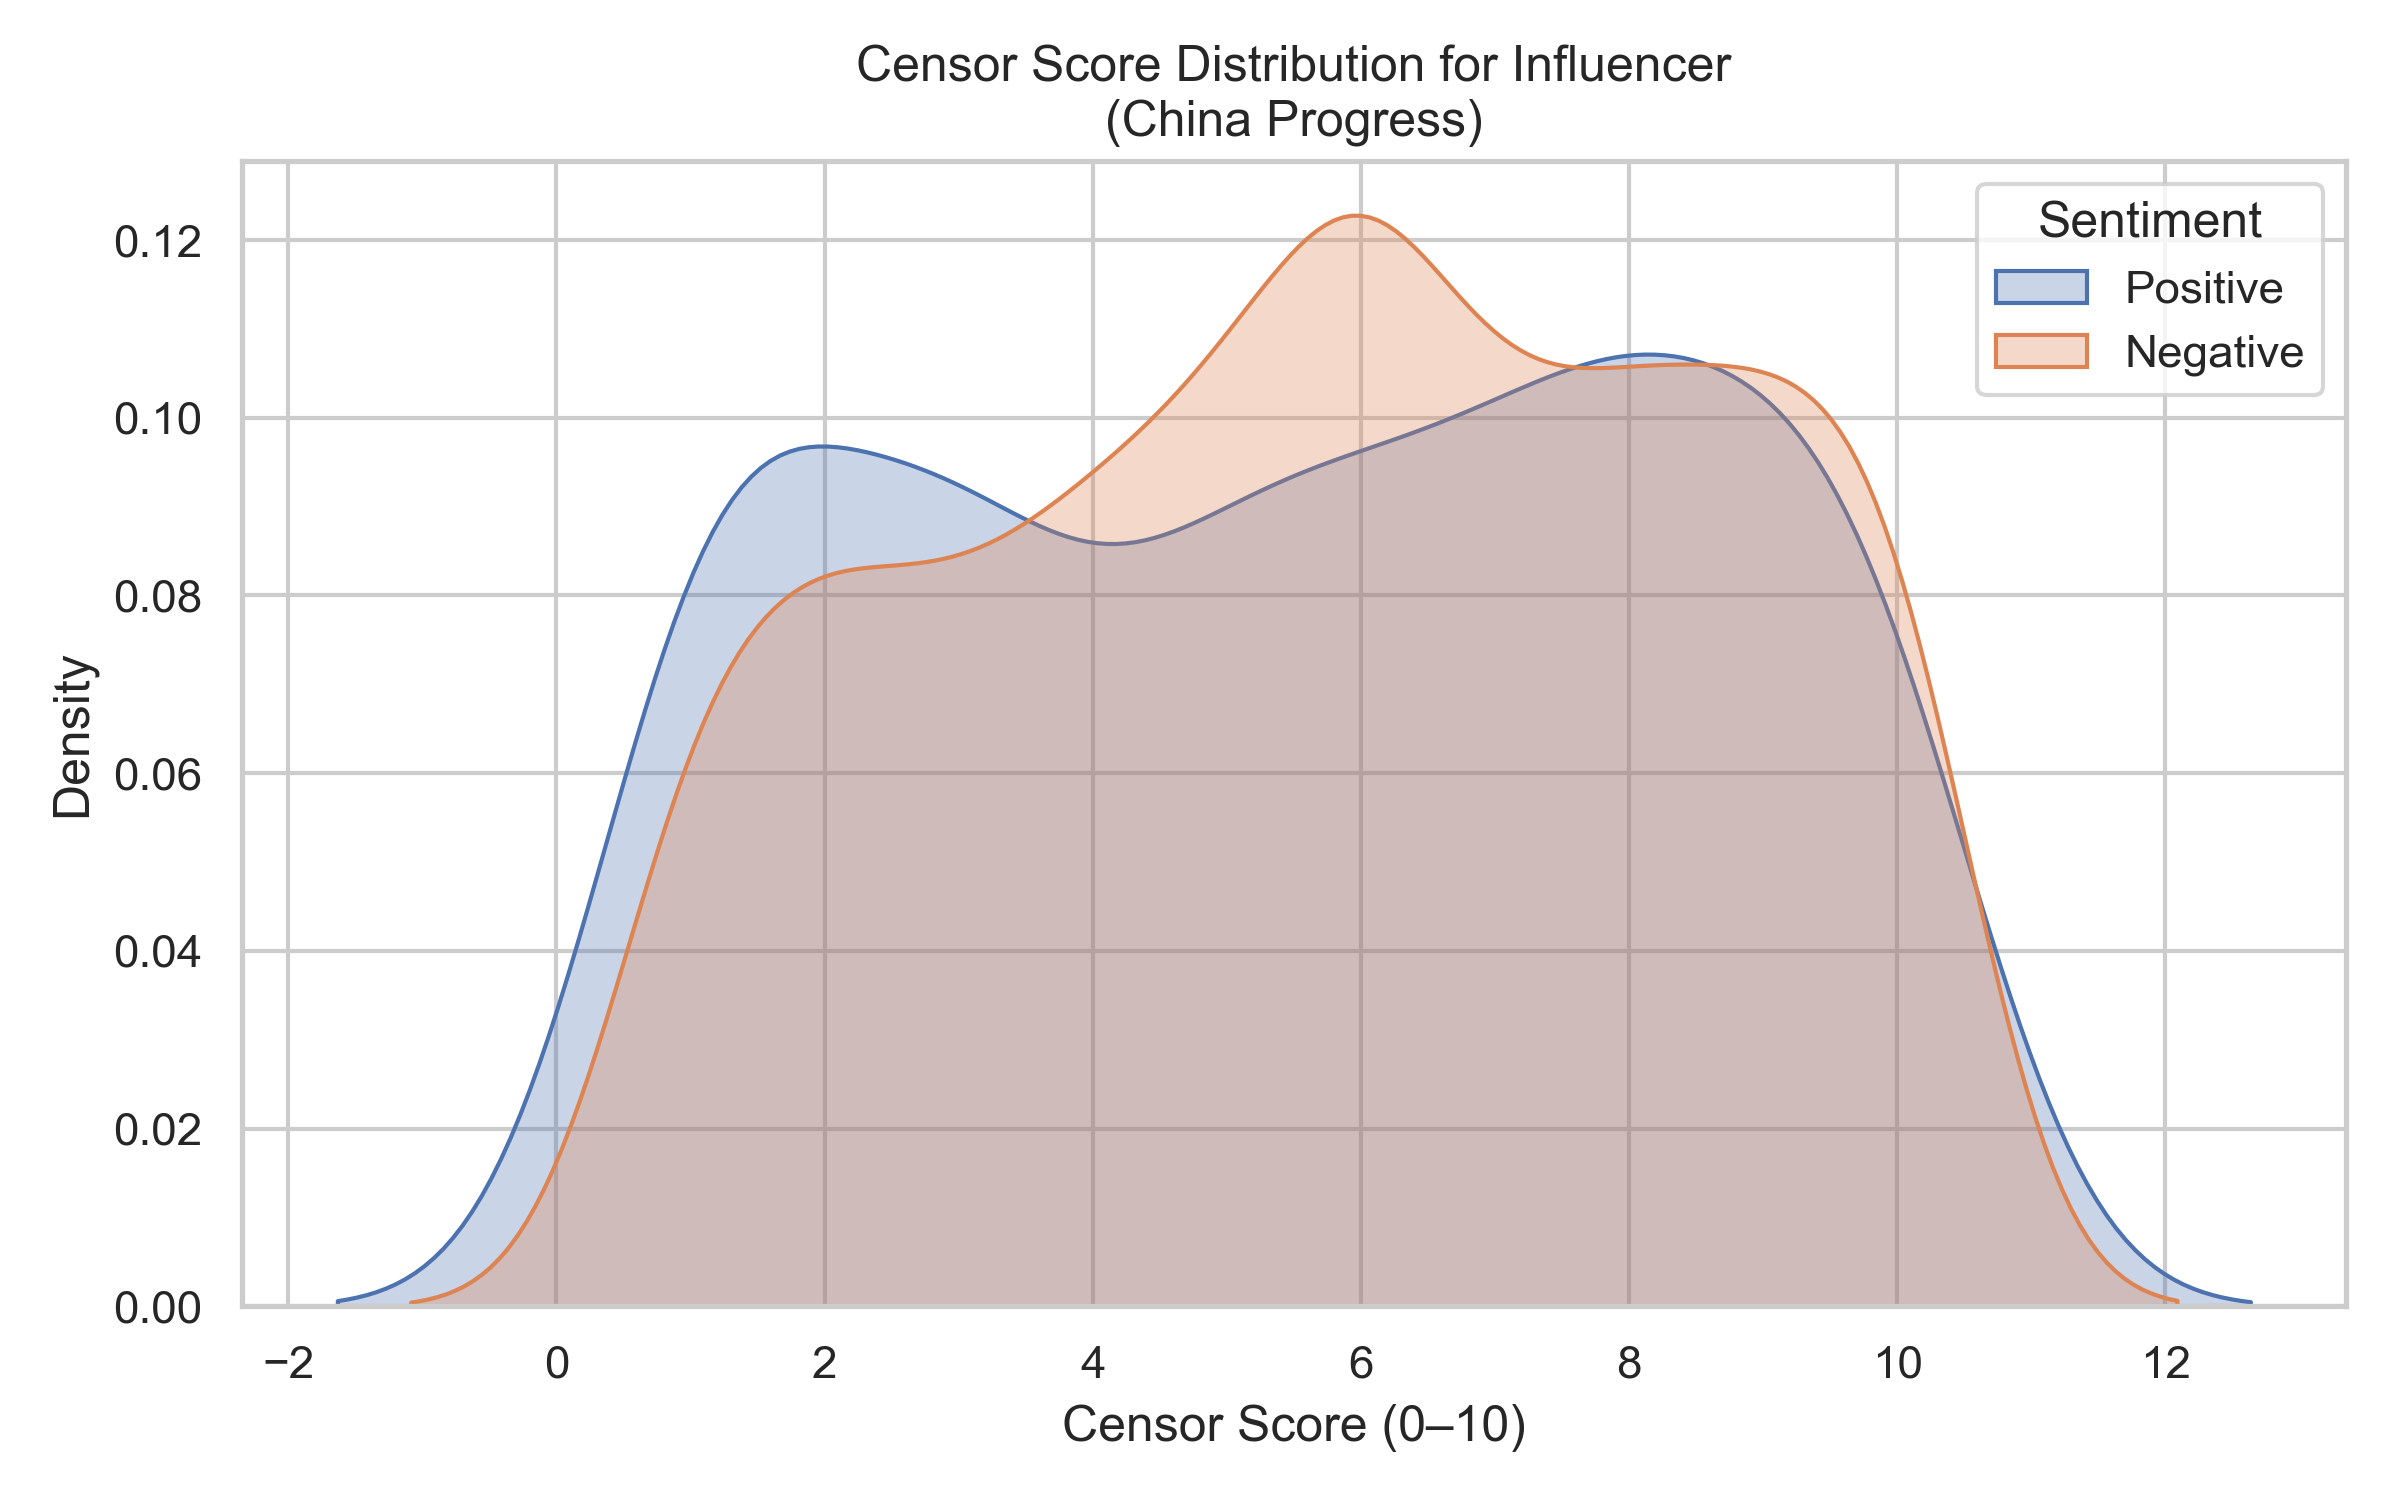 Censor Score Distribution for Influencer
(China Progress)
Sentiment
Positive
Negative
0.12
0.10
0.08
0.06
0.04
0.02
0.00
Density
−2 0 2 4 6 8 10 12
Censor Score (0–10)